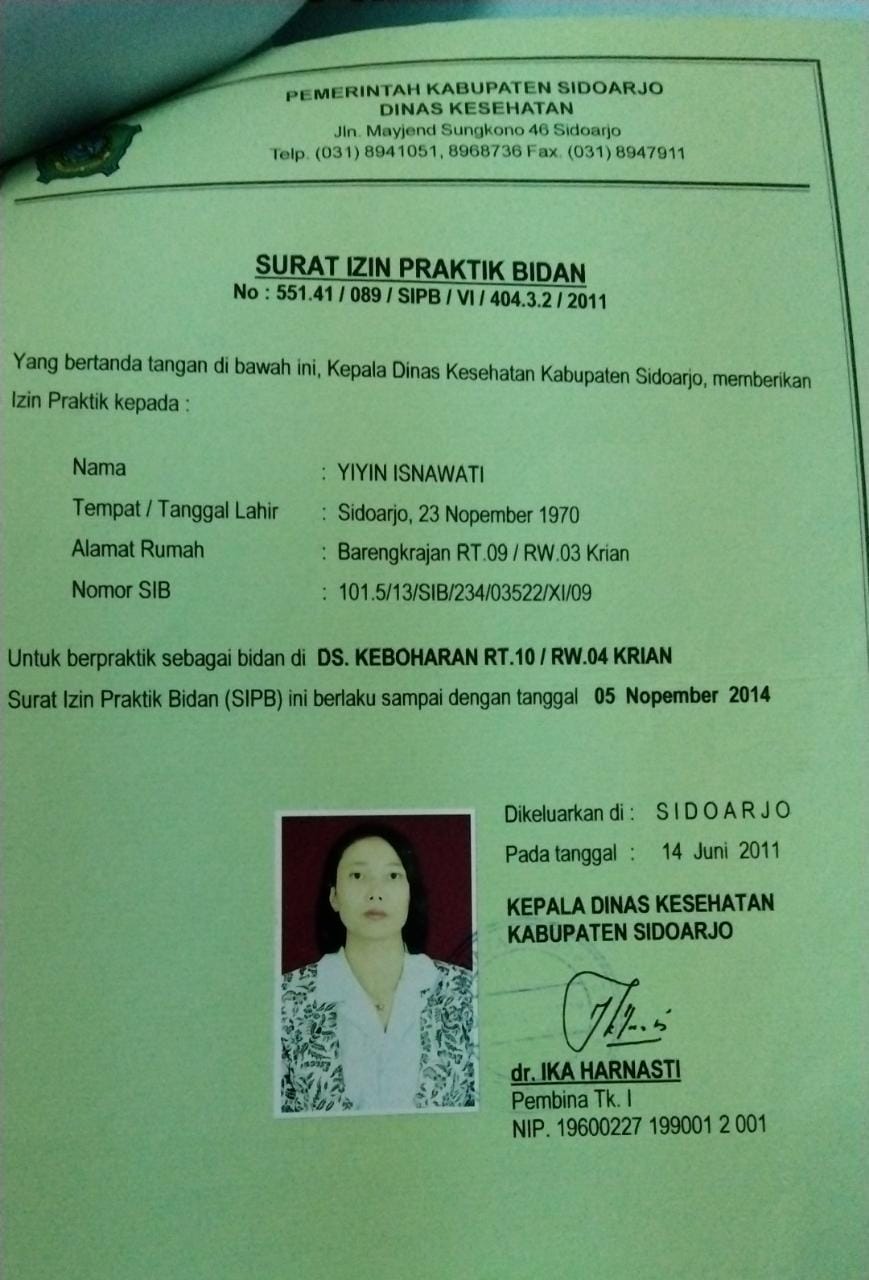 PEMERINTAH KABUPATEN SIDOARJO
DINAS KESEHATAN
Jln. Mayjend Sungkono 46 Sidoarjo
Telp. (031) 8941051, 8968736 Fax. (031) 8947911
SURAT IZIN PRAKTIK BIDAN
No : 551.41 / 089 / SIPB / VI / 404.3.2 / 2011
Yang bertanda tangan di bawah ini, Kepala Dinas Kesehatan Kabupaten Sidoarjo, memberikan
Izin Praktik kepada :
Nama : YIYIN ISNAWATI
Tempat / Tanggal Lahir : Sidoarjo, 23 Nopember 1970
Alamat Rumah : Barengkrajan RT.09 / RW.03 Krian
Nomor SIB : 101.5/13/SIB/234/03522/XI/09
Untuk berpraktik sebagai bidan di DS. KEBOHARAN RT.10 / RW.04 KRIAN
Surat Izin Praktik Bidan (SIPB) ini berlaku sampai dengan tanggal 05 Nopember 2014
Dikeluarkan di : SIDOARJO
Pada tanggal : 14 Juni 2011
KEPALA DINAS KESEHATAN
KABUPATEN SIDOARJO
dr. IKA HARNASTI
Pembina Tk. I
NIP. 19600227 199001 2 001